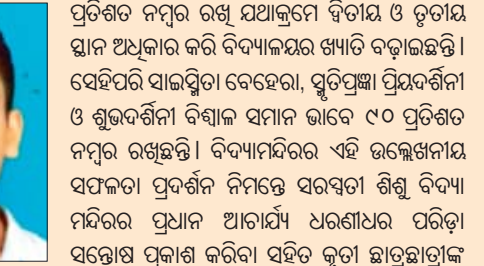 ପ୍ରତିଶତ ନମ୍ବର ରଖି ଯଥାକ୍ରମେ ଦ୍ୱିତୀୟ ଓ ତୃତୀୟ
ସ୍ଥାନ ଅଧିକାର କରି ବିଦ୍ୟାଳୟର ଖ୍ୟାତି ବଢ଼ାଇଛନ୍ତି।
ସେହିପରି ସାଇସ୍ମିତା ବେହେରା, ସ୍ମୃତିପ୍ରଜ୍ଞା ପ୍ରିୟଦର୍ଶିନୀ
ଓ ଶୁଭଦର୍ଶିନୀ ବିଶ୍ୱାଳ ସମାନ ଭାବେ ୯୦ ପ୍ରତିଶତ
ନମ୍ବର ରଖିଛନ୍ତି। ବିଦ୍ୟାମନ୍ଦିରର ଏହି ଉଲ୍ଲେଖନୀୟ
ସଫଳତା ପ୍ରଦର୍ଶନ ନିମନ୍ତେ ସରସ୍ୱତୀ ଶିଶୁ ବିଦ୍ୟା
ମନ୍ଦିରର ପ୍ରଧାନ ଆଚାର୍ଯ୍ୟ ଧରଣୀଧର ପରିଡ଼ା
ସନ୍ତୋଷ ପ୍ରକାଶ କରିବା ସହିତ କୃତୀ ଛାତ୍ରଛାତ୍ରୀଙ୍କ